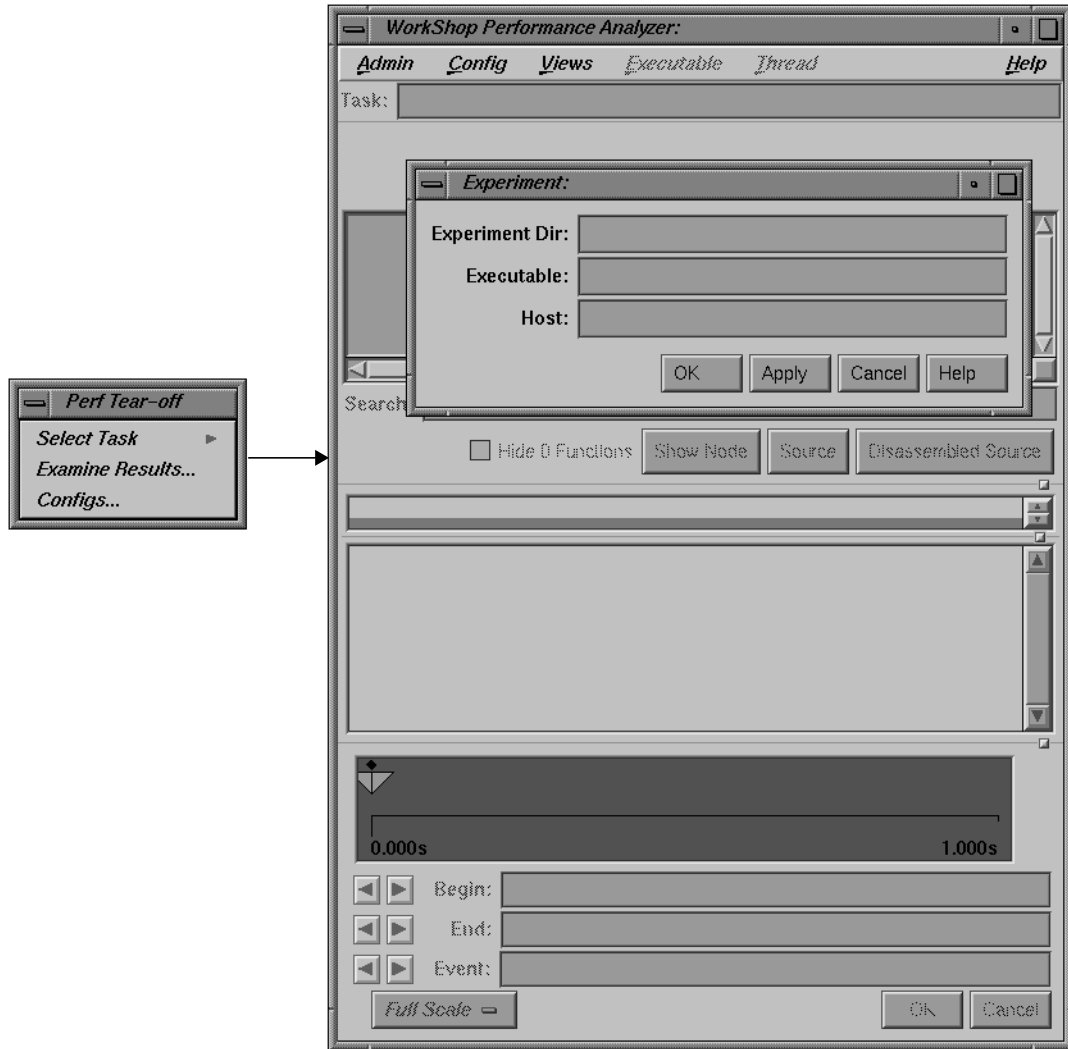 WorkShop Performance Analyzer:
Admin Config Views Executable Thread Help
Task:
Experiment:
Experiment Dir:
Executable:
Host:
OK Apply Cancel Help
Search
Hide 0 Functions Show Node Source Disassembled Source
Perf Tear-off
Select Task
Examine Results...
Configs...
0.000s 1.000s
Begin:
End:
Event:
Full Scale OK Cancel